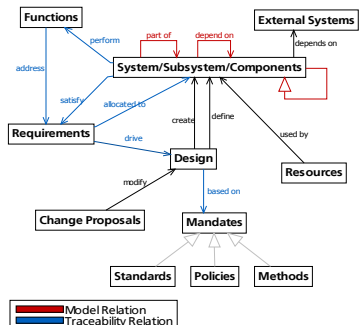 Functions
External Systems
part of
depend on
perform
depends on
address
System/Subsystem/Components
satisfy
allocated to
create
define
Requirements
drive
used by
Design
Resources
modify
based on
Change Proposals
Mandates
Standards
Policies
Methods
Model Relation
Traceability Relation